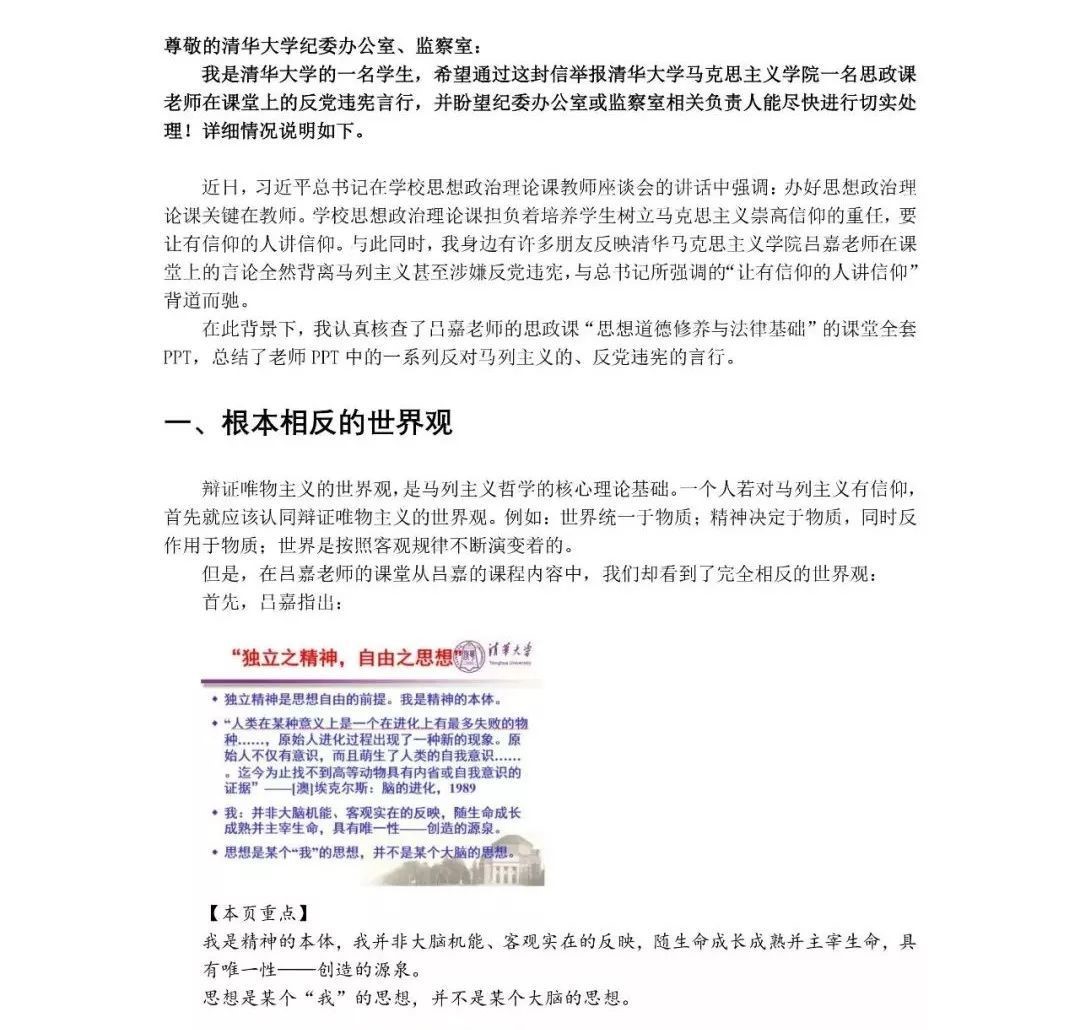 尊敬的清华大学纪委办公室、监察室：
我是清华大学的一名学生，希望通过这封信举报清华大学马克思主义学院一名思政课
老师在课堂上的反党违宪言行，并盼望纪委办公室或监察室相关负责人能尽快进行切实处
理！详细情况说明如下。
近日，习近平总书记在学校思想政治理论课教师座谈会的讲话中强调：办好思想政治理
论课关键在教师。学校思想政治理论课担负着培养学生树立马克思主义崇高信仰的重任，要
让有信仰的人讲信仰。与此同时，我身边有许多朋友反映清华马克思主义学院吕嘉老师在课
堂上的言论全然背离马列主义甚至涉嫌反党违宪，与总书记所强调的“让有信仰的人讲信仰”
背道而驰。
在此背景下，我认真核查了吕嘉老师的思政课“思想道德修养与法律基础”的课堂全套
PPT，总结了老师 PPT 中的一系列反对马列主义的、反党违宪的言行。
一、根本相反的世界观
辩证唯物主义的世界观，是马列主义哲学的核心理论基础。一个人若对马列主义有信仰，
首先就应该认同辩证唯物主义的世界观。例如：世界统一于物质；精神决定于物质，同时反
作用于物质；世界是按照客观规律不断演变着的。
但是，在吕嘉老师的课堂从吕嘉的课程内容中，我们却看到了完全相反的世界观：
首先，吕嘉指出：
“独立之精神，自由之思想”
清华大学
Tsinghua University
• 独立精神是思想自由的前提。我是精神的本体。
• “人类在某种意义上是一个在进化上有最多失败的物
种……，原始人进化过程出现了一种新的现象。原
始人不仅有意识，而且萌生了人类的自我意识……
。迄今为止找不到高等动物具有内省或自我意识的
证据”——[澳]埃克尔斯：脑的进化，1989
• 我：并非大脑机能、客观实在的反映，随生命成长
成熟并主宰生命，具有唯一性——创造的源泉。
• 思想是某个“我”的思想，并不是某个大脑的思想。
【本页重点】
我是精神的本体，我并非大脑机能、客观实在的反映，随生命成长成熟并主宰生命，具
有唯一性——创造的源泉。
思想是某个“我”的思想，并不是某个大脑的思想。